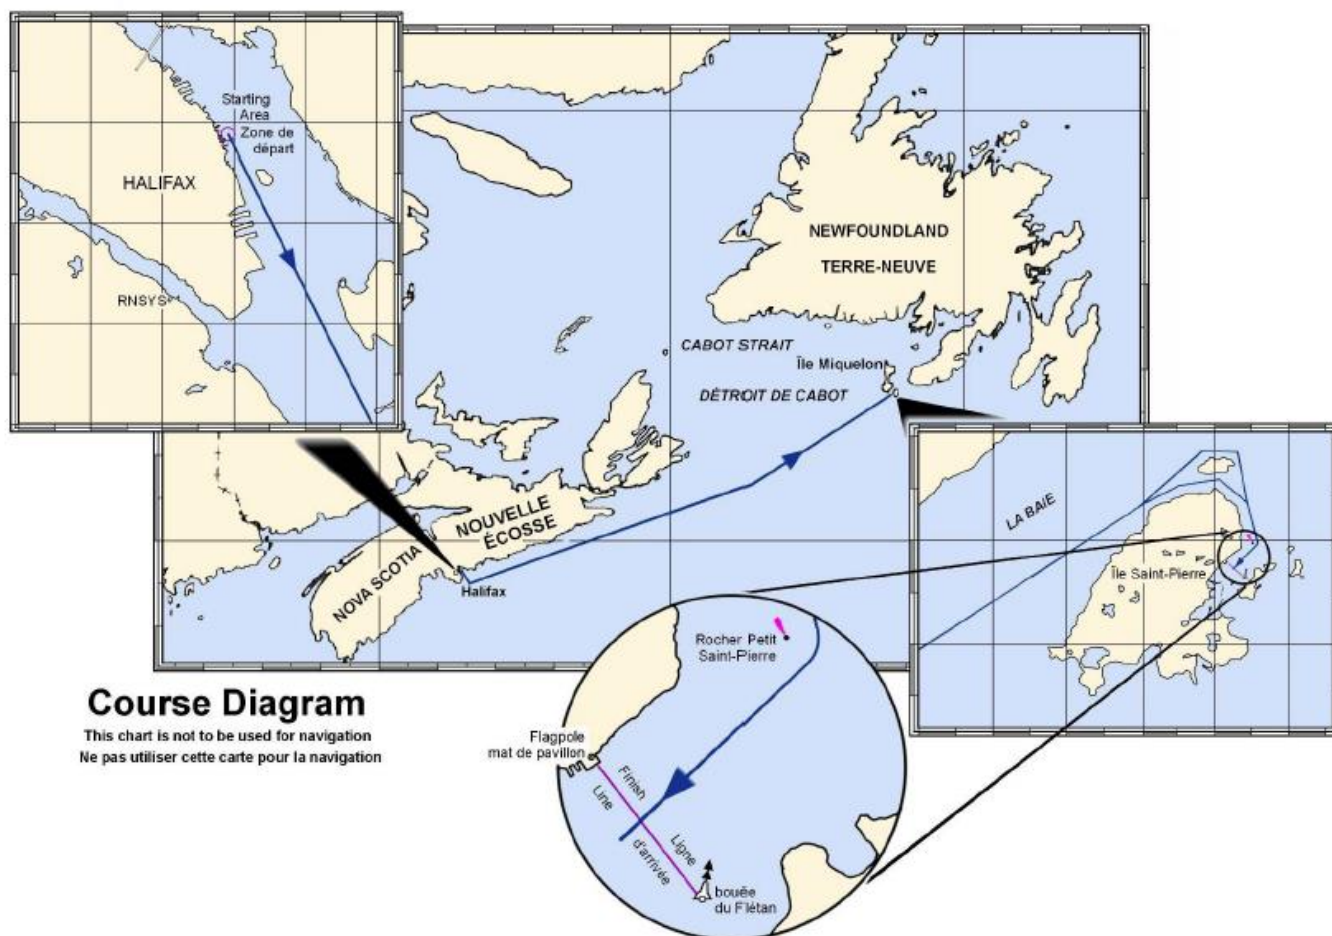 Starting
Area
Zone de
départ
HALIFAX
RNSYS
NEWFOUNDLAND
TERRE-NEUVE
CABOT STRAIT
Île Miquelon
DÉTROIT DE CABOT
NOUVELLE
ÉCOSSE
NOVA SCOTIA
Halifax
LA BAIE
Île Saint-Pierre
Rocher Petit
Saint-Pierre
Course Diagram
This chart is not to be used for navigation
Ne pas utiliser cette carte pour la navigation
Flagpole
mat de pavillon
Finish
Line
Ligne
d'arrivée
bouée
du Flétan